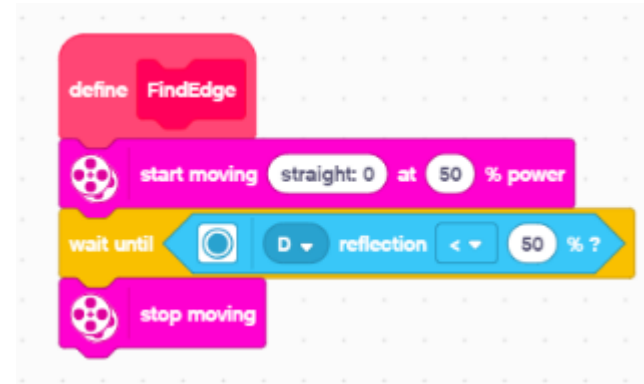 define FindEdge
start moving straight: 0 at 50 % power
wait until D reflection < 50 % ?
stop moving